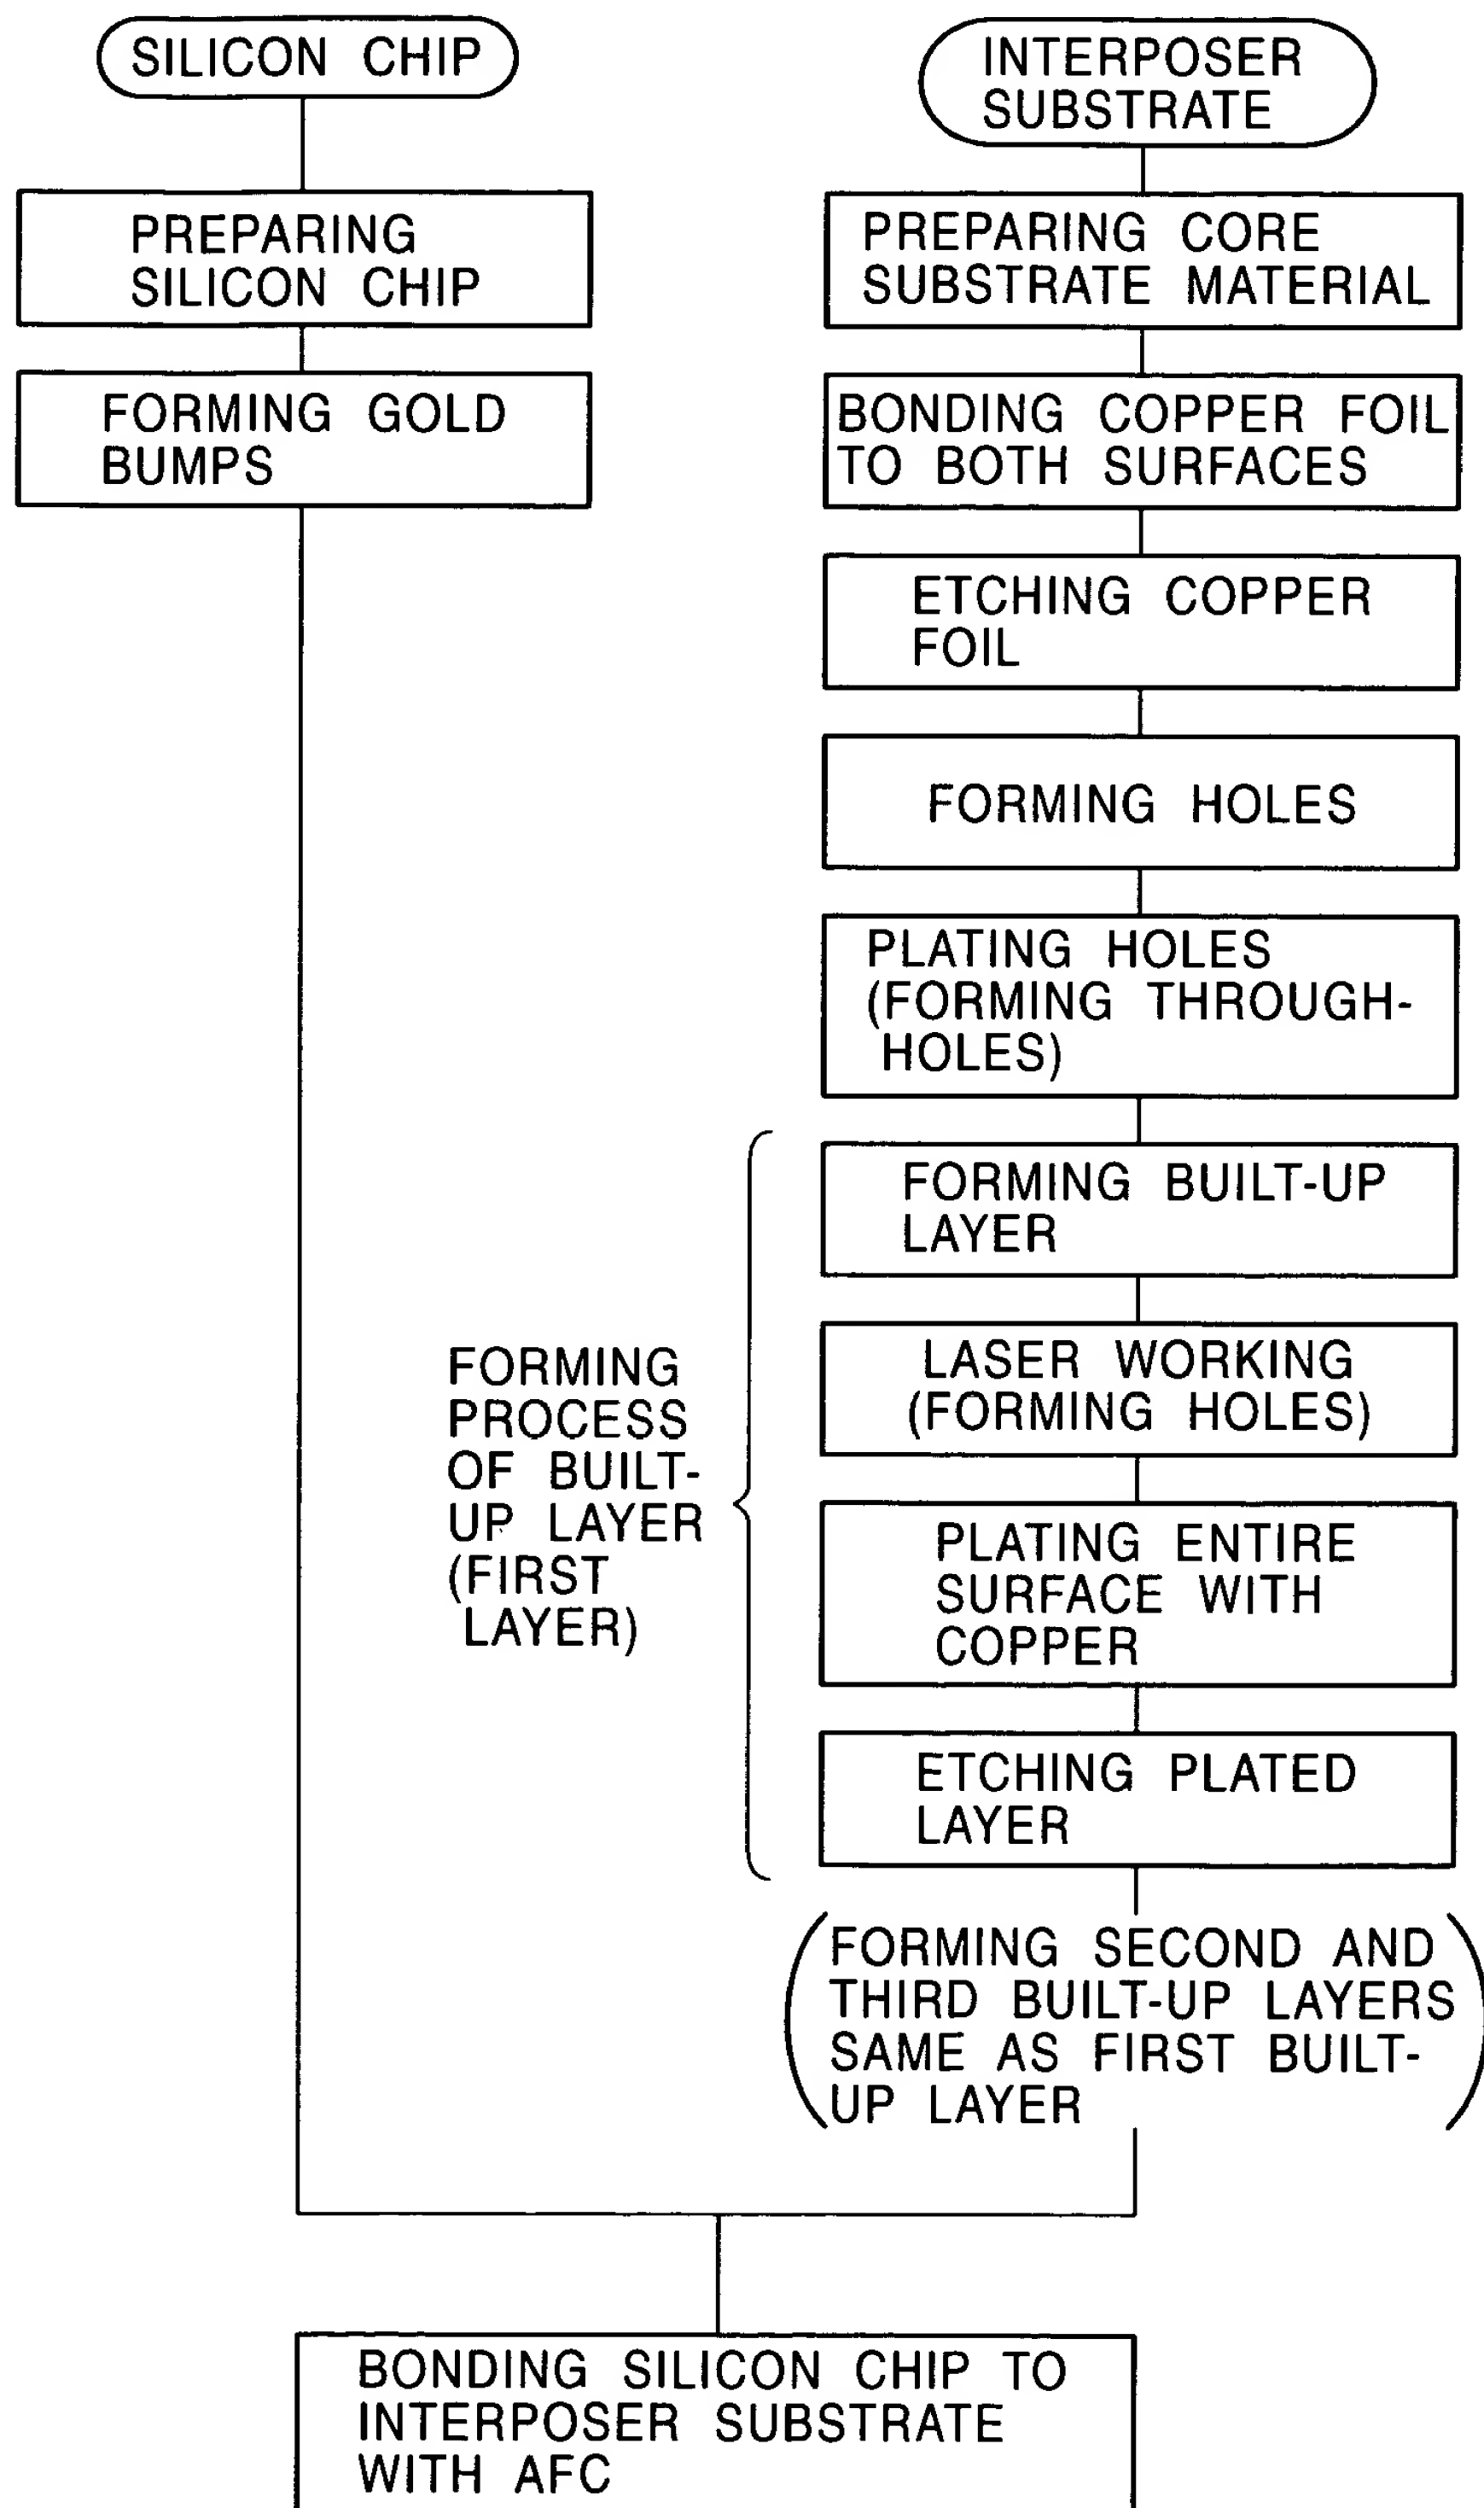 SILICON CHIP
PREPARING
SILICON CHIP
FORMING GOLD
BUMPS
INTERPOSER
SUBSTRATE
PREPARING CORE
SUBSTRATE MATERIAL
BONDING COPPER FOIL
TO BOTH SURFACES
ETCHING COPPER
FOIL
FORMING HOLES
PLATING HOLES
(FORMING THROUGH-
HOLES)
FORMING
PROCESS
OF BUILT-
UP LAYER
(FIRST
LAYER)
FORMING BUILT-UP
LAYER
LASER WORKING
(FORMING HOLES)
PLATING ENTIRE
SURFACE WITH
COPPER
ETCHING PLATED
LAYER
(FORMING SECOND AND
THIRD BUILT-UP LAYERS
SAME AS FIRST BUILT-
UP LAYER)
BONDING SILICON CHIP TO
INTERPOSER SUBSTRATE
WITH AFC